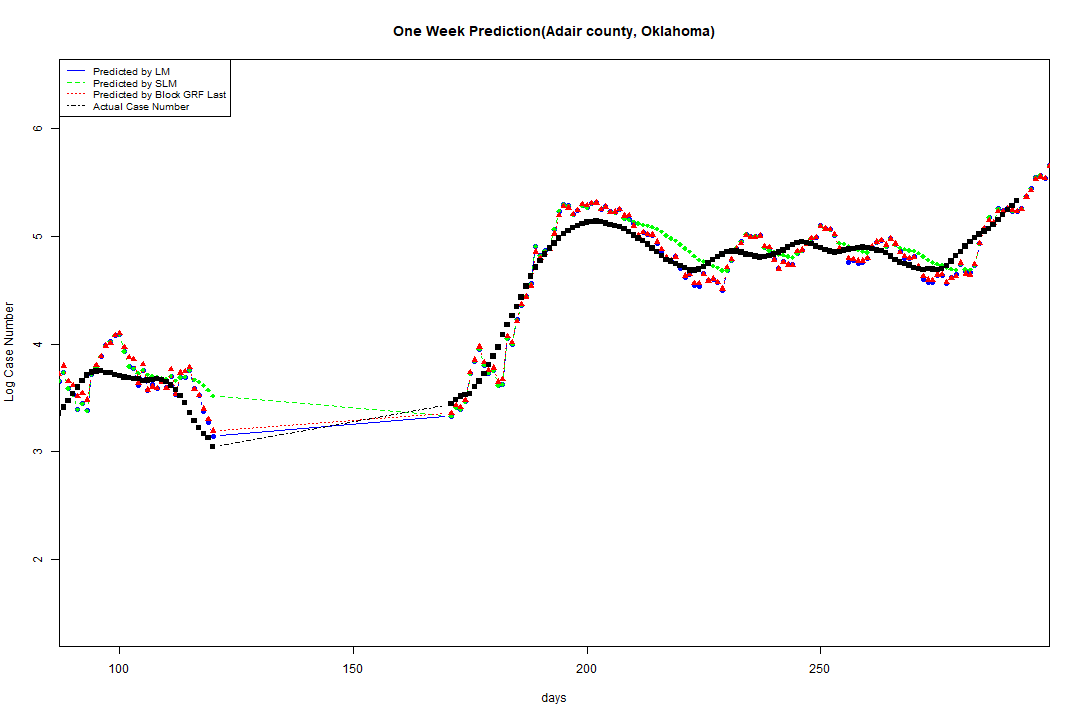 One Week Prediction(Adair county, Oklahoma)
Predicted by LM
Predicted by SLM
Predicted by Block GRF Last
Actual Case Number
6
5
4
3
2
Log Case Number
100
150
200
250
days